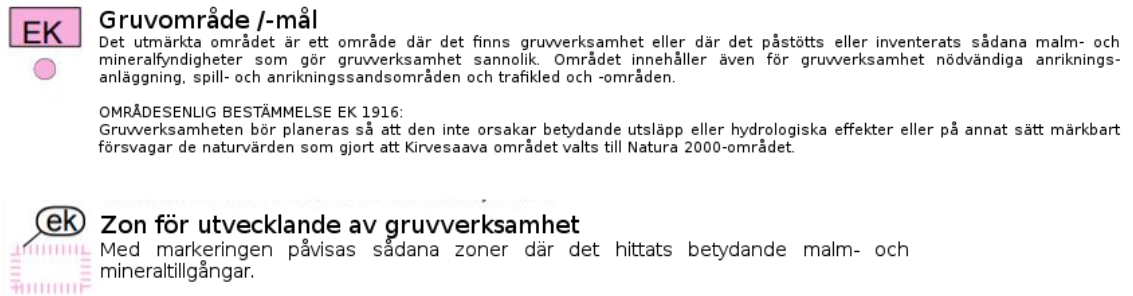 EK
Gruvområde /-mål
Det utmärkta området är ett område där det finns gruvverksamhet eller där det påstötts eller inventerats sådana malm- och
mineralfyndigheter som gör gruvverksamhet sannolik. Området innehåller även för gruvverksamhet nödvändiga anriknings-
anläggning, spill- och anrikningssandsområden och trafikled och -områden.
OMRÅDESENLIG BESTÄMMELSE EK 1916:
Gruvverksamheten bör planeras så att den inte orsakar betydande utsläpp eller hydrologiska effekter eller på annat sätt märkbart
försvagar de naturvärden som gjort att Kirvesaava området valts till Natura 2000-området.
ek
Zon för utvecklande av gruvverksamhet
Med markeringen påvisas sådana zoner där det hittats betydande malm- och
mineraltillgångar.